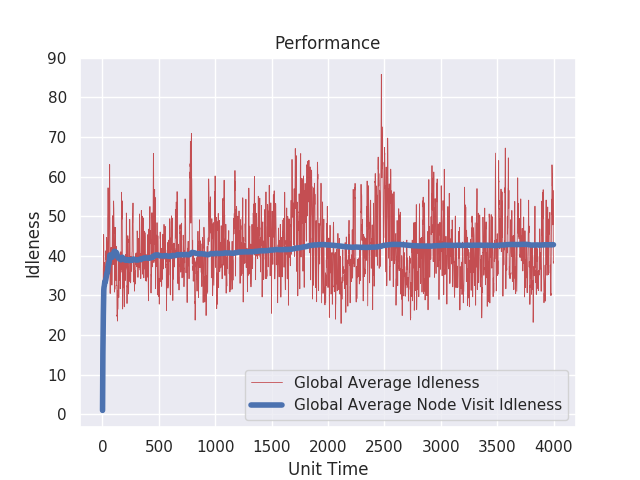 Performance
90
80
70
60
50
40
30
20
10
0
Idleness
0 500 1000 1500 2000 2500 3000 3500 4000
Unit Time
Global Average Idleness
Global Average Node Visit Idleness